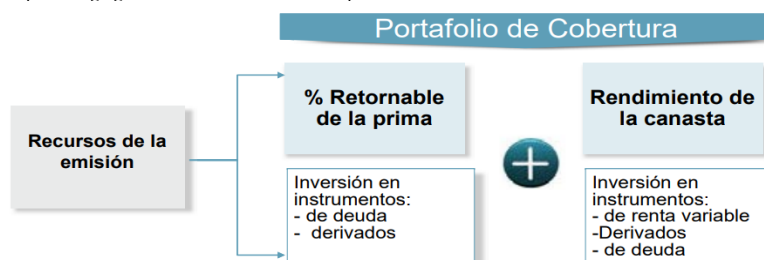 Portafolio de Cobertura
Recursos de la
emisión
% Retornable
de la prima
Inversión en
instrumentos:
- de deuda
- derivados
Rendimiento de
la canasta
Inversión en
instrumentos:
- de renta variable
-Derivados
- de deuda